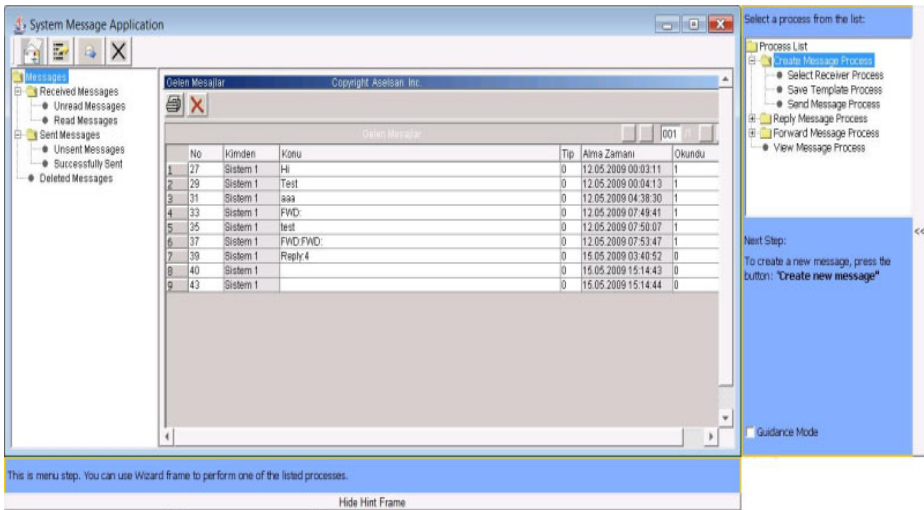 System Message Application
Messages
Received Messages
Unread Messages
Read Messages
Sent Messages
Unsent Messages
Successfully Sent
Deleted Messages
Gelen Mesajlar Copyright Aselsan Inc.
Gelen Mesajlar 001 /1
No Kimden Konu Tip Alma Zamanı Okundu
1 27 Sistem 1 Hi 0 12.05.2009 00:03:11 1
2 29 Sistem 1 Test 0 12.05.2009 00:04:13 1
3 31 Sistem 1 aaa 0 12.05.2009 04:38:30 1
4 33 Sistem 1 FWD: 0 12.05.2009 07:49:41 1
5 35 Sistem 1 test 0 12.05.2009 07:50:07 1
6 37 Sistem 1 FWD:FWD: 0 12.05.2009 07:53:47 1
7 39 Sistem 1 Reply:4 0 15.05.2009 03:40:52 0
8 40 Sistem 1 0 15.05.2009 15:14:43 0
9 43 Sistem 1 0 15.05.2009 15:14:44 0
Select a process from the list:
Process List
Create Message Process
Select Receiver Process
Save Template Process
Send Message Process
Reply Message Process
Forward Message Process
View Message Process
<<
Next Step:
To create a new message, press the
button: "Create new message"
Guidance Mode
This is menu step. You can use Wizard frame to perform one of the listed processes.
Hide Hint Frame